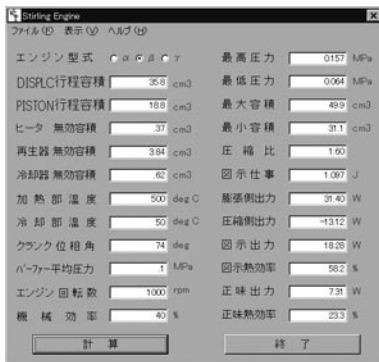 Stirling Engine
ファイル(F) 表示(V) ヘルプ(H)
エンジン型式 α β γ
DISPLC行程容積 35.8 cm3
PISTON行程容積 18.8 cm3
ヒータ 無効容積 .37 cm3
再生器 無効容積 3.84 cm3
冷却器 無効容積 .62 cm3
加熱部温度 500 deg C
冷却部温度 50 deg C
クランク位相角 74 deg
バーファー平均圧力 .1 MPa
エンジン回転数 1000 rpm
機械効率 40 %
計算
最高圧力 0.157 MPa
最低圧力 0.064 MPa
最大容積 49.9 cm3
最小容積 31.1 cm3
圧縮比 1.60
図示仕事 1.097 J
膨張側出力 31.40 W
圧縮側出力 -13.12 W
図示出力 18.28 W
図示熱効率 58.2 %
正味出力 7.31 W
正味熱効率 23.3 %
終了